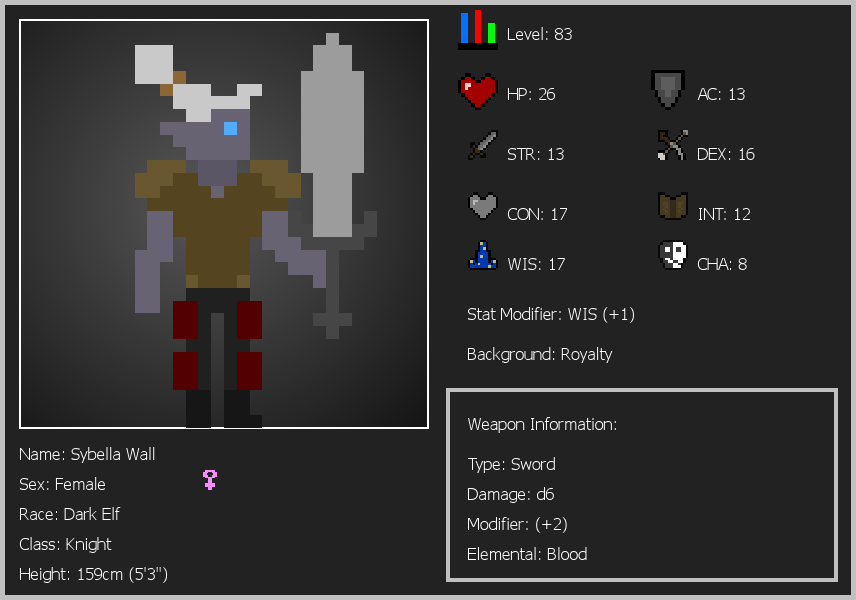 Level: 83
HP: 26
AC: 13
STR: 13
DEX: 16
CON: 17
INT: 12
WIS: 17
CHA: 8
Stat Modifier: WIS (+1)
Background: Royalty
Weapon Information:
Type: Sword
Damage: d6
Modifier: (+2)
Elemental: Blood
Name: Sybella Wall
Sex: Female
Race: Dark Elf
Class: Knight
Height: 159cm (5'3")